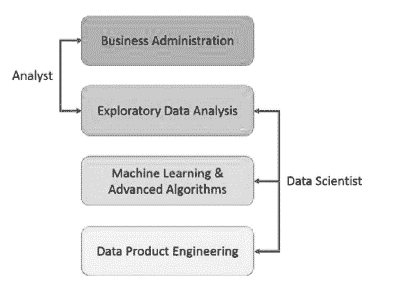 Business Administration
Analyst
Exploratory Data Analysis
Machine Learning &
Advanced Algorithms
Data Scientist
Data Product Engineering